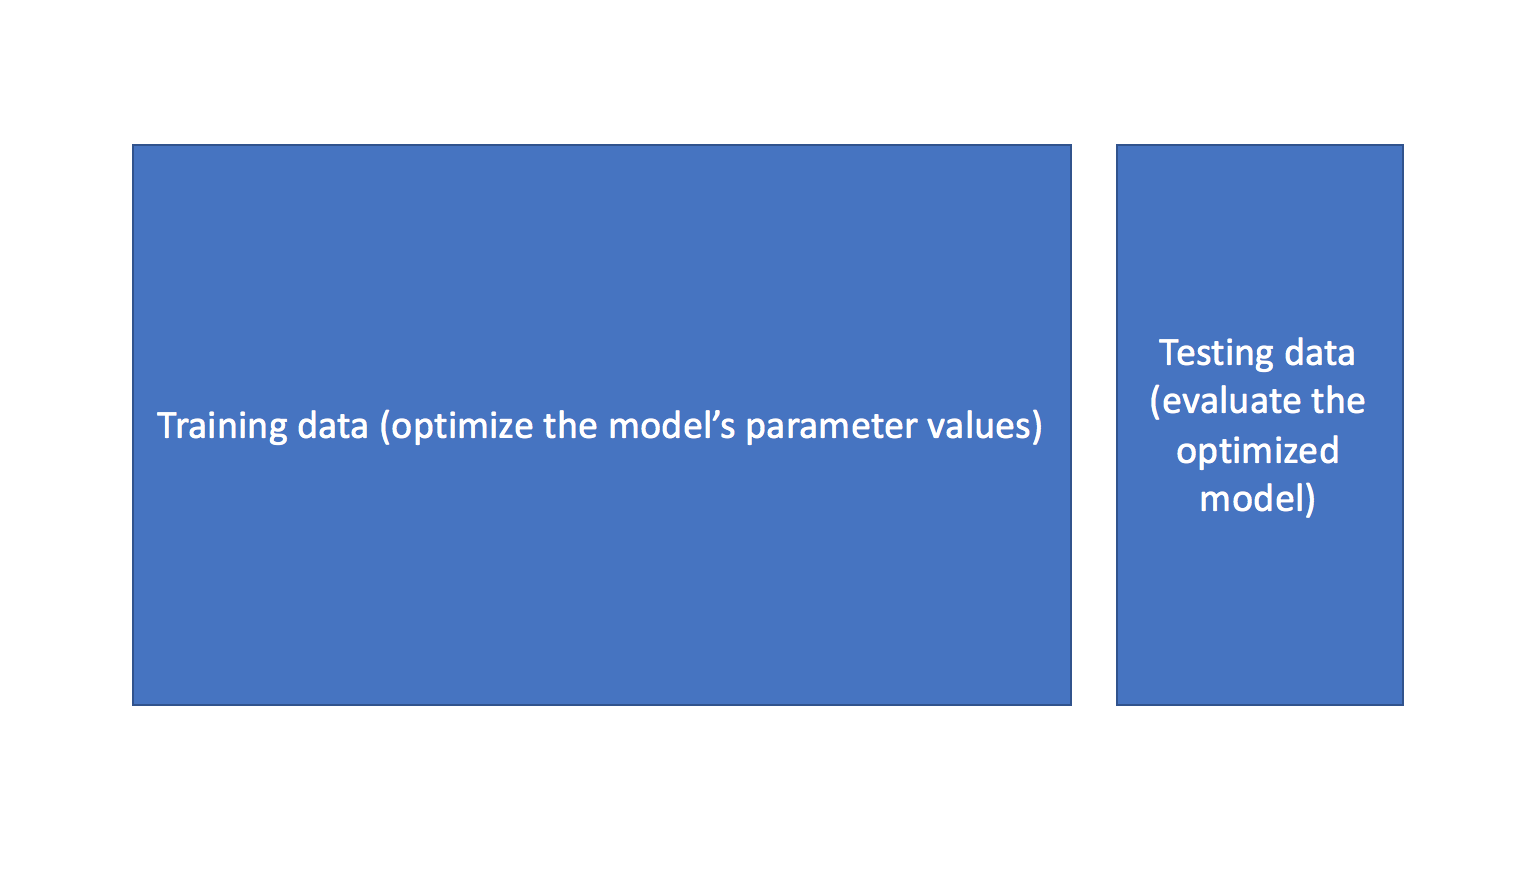 Training data (optimize the model’s parameter values)
Testing data
(evaluate the
optimized
model)